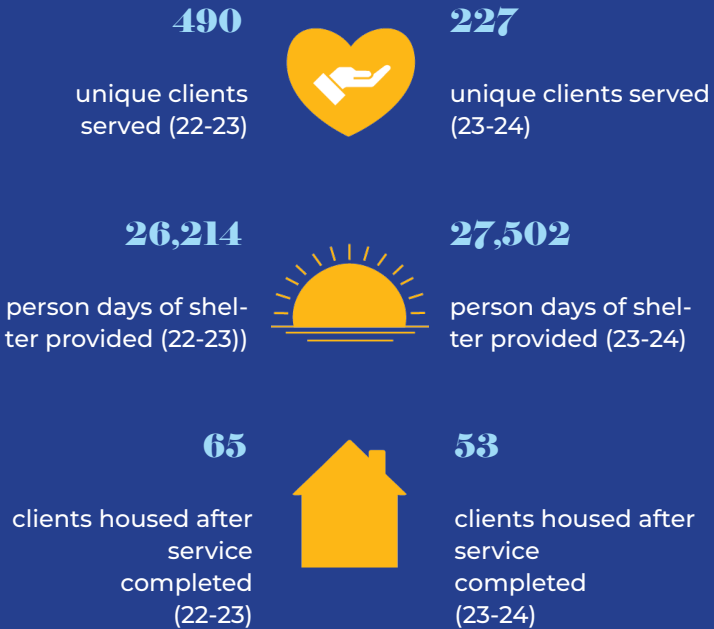 490
unique clients
served (22-23)
227
unique clients served
(23-24)
26,214
person days of shel-
ter provided (22-23))
27,502
person days of shel-
ter provided (23-24)
65
clients housed after
service
completed
(22-23)
53
clients housed after
service
completed
(23-24)